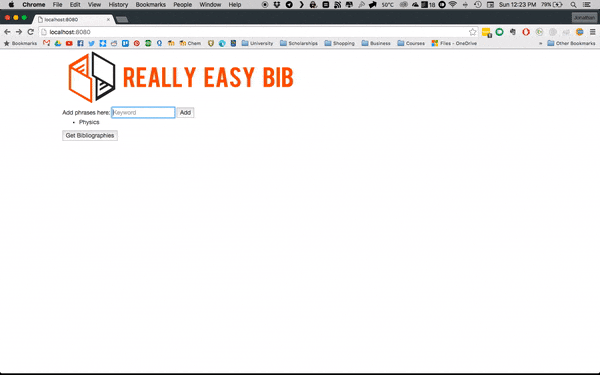 Chrome File Edit View History Bookmarks People Window Help 50°C 18 79% Sun 12:23 PM
localhost:8080 Jonathan
localhost:8080
Bookmarks Chem University Scholarships Shopping Business Courses Files - OneDrive » Other Bookmarks
REALLY EASY BIB
Add phrases here: Keyword Add
• Physics
Get Bibliographies